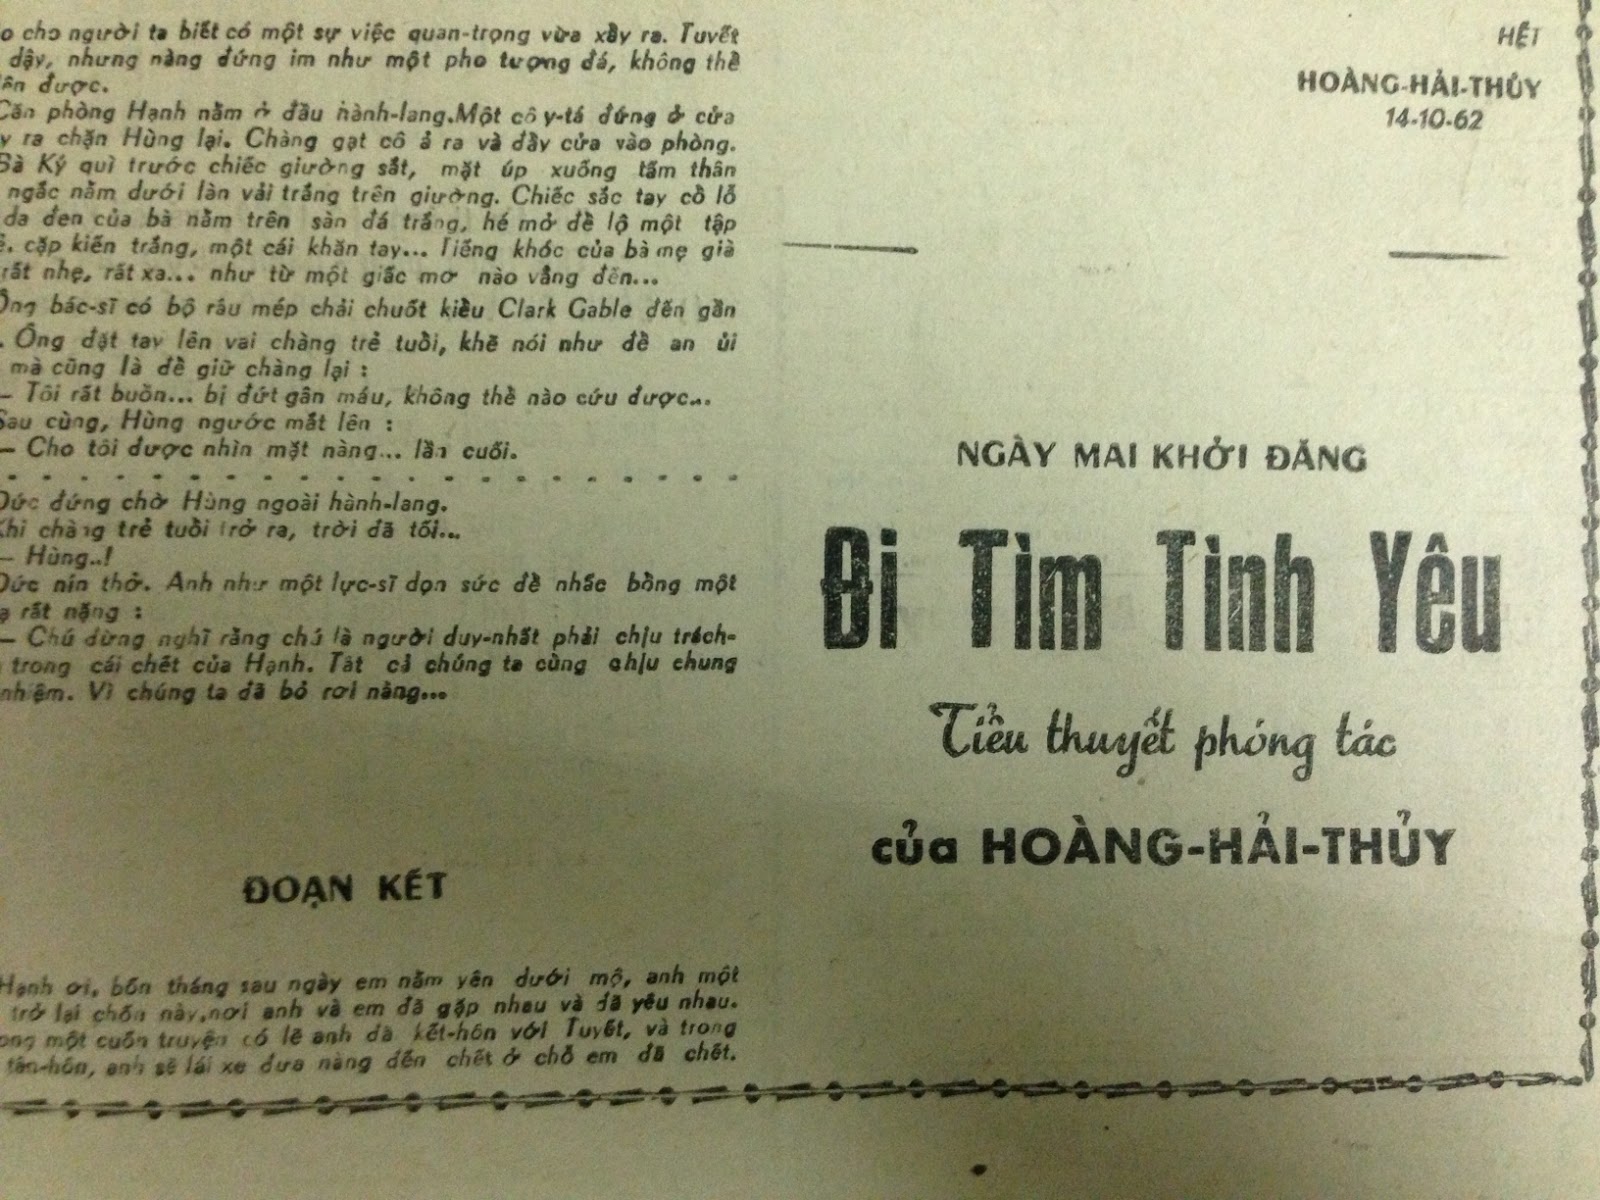 o cho người ta biết có một sự việc quan-trọng vừa xẩy ra. Tuyết
dậy, nhưng nàng đứng im như một pho tượng đá, không thể
lên được.
Căn phòng Hạnh nằm ở đầu hành-lang.Một cô y-tá đứng ở cửa
y ra chặn Hùng lại. Chàng gạt cô ả ra và đẩy cửa vào phòng.
Bà Ký quì trước chiếc giường sắt, mặt úp xuống tấm thân
ngắc nằm dưới làn vải trắng trên giường. Chiếc sắc tay cổ lỗ
da đen của bà nằm trên sàn đá trắng, hé mở để lộ một tập
cặp kiến trắng, một cái khăn tay... Tiếng khóc của bà mẹ già
rất nhẹ, rất xa... như từ một giấc mơ nào vẳng đến...
Ông bác-sĩ có bộ râu mép chải chuốt kiểu Clark Gable đến gần
. Ông đặt tay lên vai chàng trẻ tuổi, khẽ nói như để an ủi
mà cũng là để giữ chàng lại :
— Tôi rất buồn... bị đứt gân máu, không thể nào cứu được...
Sau cùng, Hùng ngước mắt lên :
— Cho tôi được nhìn mặt nàng... lần cuối.
. . . . . . . . . . . . . . . . . . . .
Đức đứng chờ Hùng ngoài hành-lang.
Khi chàng trẻ tuổi trở ra, trời đã tối...
— Hùng..!
Đức nín thở. Anh như một lực-sĩ dọn sức để nhấc bổng một
tạ rất nặng :
— Chú đừng nghĩ rằng chú là người duy-nhất phải chịu trách-
trong cái chết của Hạnh. Tất cả chúng ta cùng chịu chung
nhiệm. Vì chúng ta đã bỏ rơi nàng...
ĐOẠN KẾT
Hạnh ơi, bốn tháng sau ngày em nằm yên dưới mộ, anh một
trở lại chốn này,nơi anh và em đã gặp nhau và đã yêu nhau.
ong một cuốn truyện có lẽ anh đã kết-hôn với Tuyết, và trong
tân-hôn, anh sẽ lái xe đưa nàng đến chết ở chỗ em đã chết.
HẾT
HOÀNG-HẢI-THỦY
14-10-62
NGÀY MAI KHỞI ĐĂNG
Đi Tìm Tình Yêu
Tiểu thuyết phóng tác
của HOÀNG-HẢI-THỦY